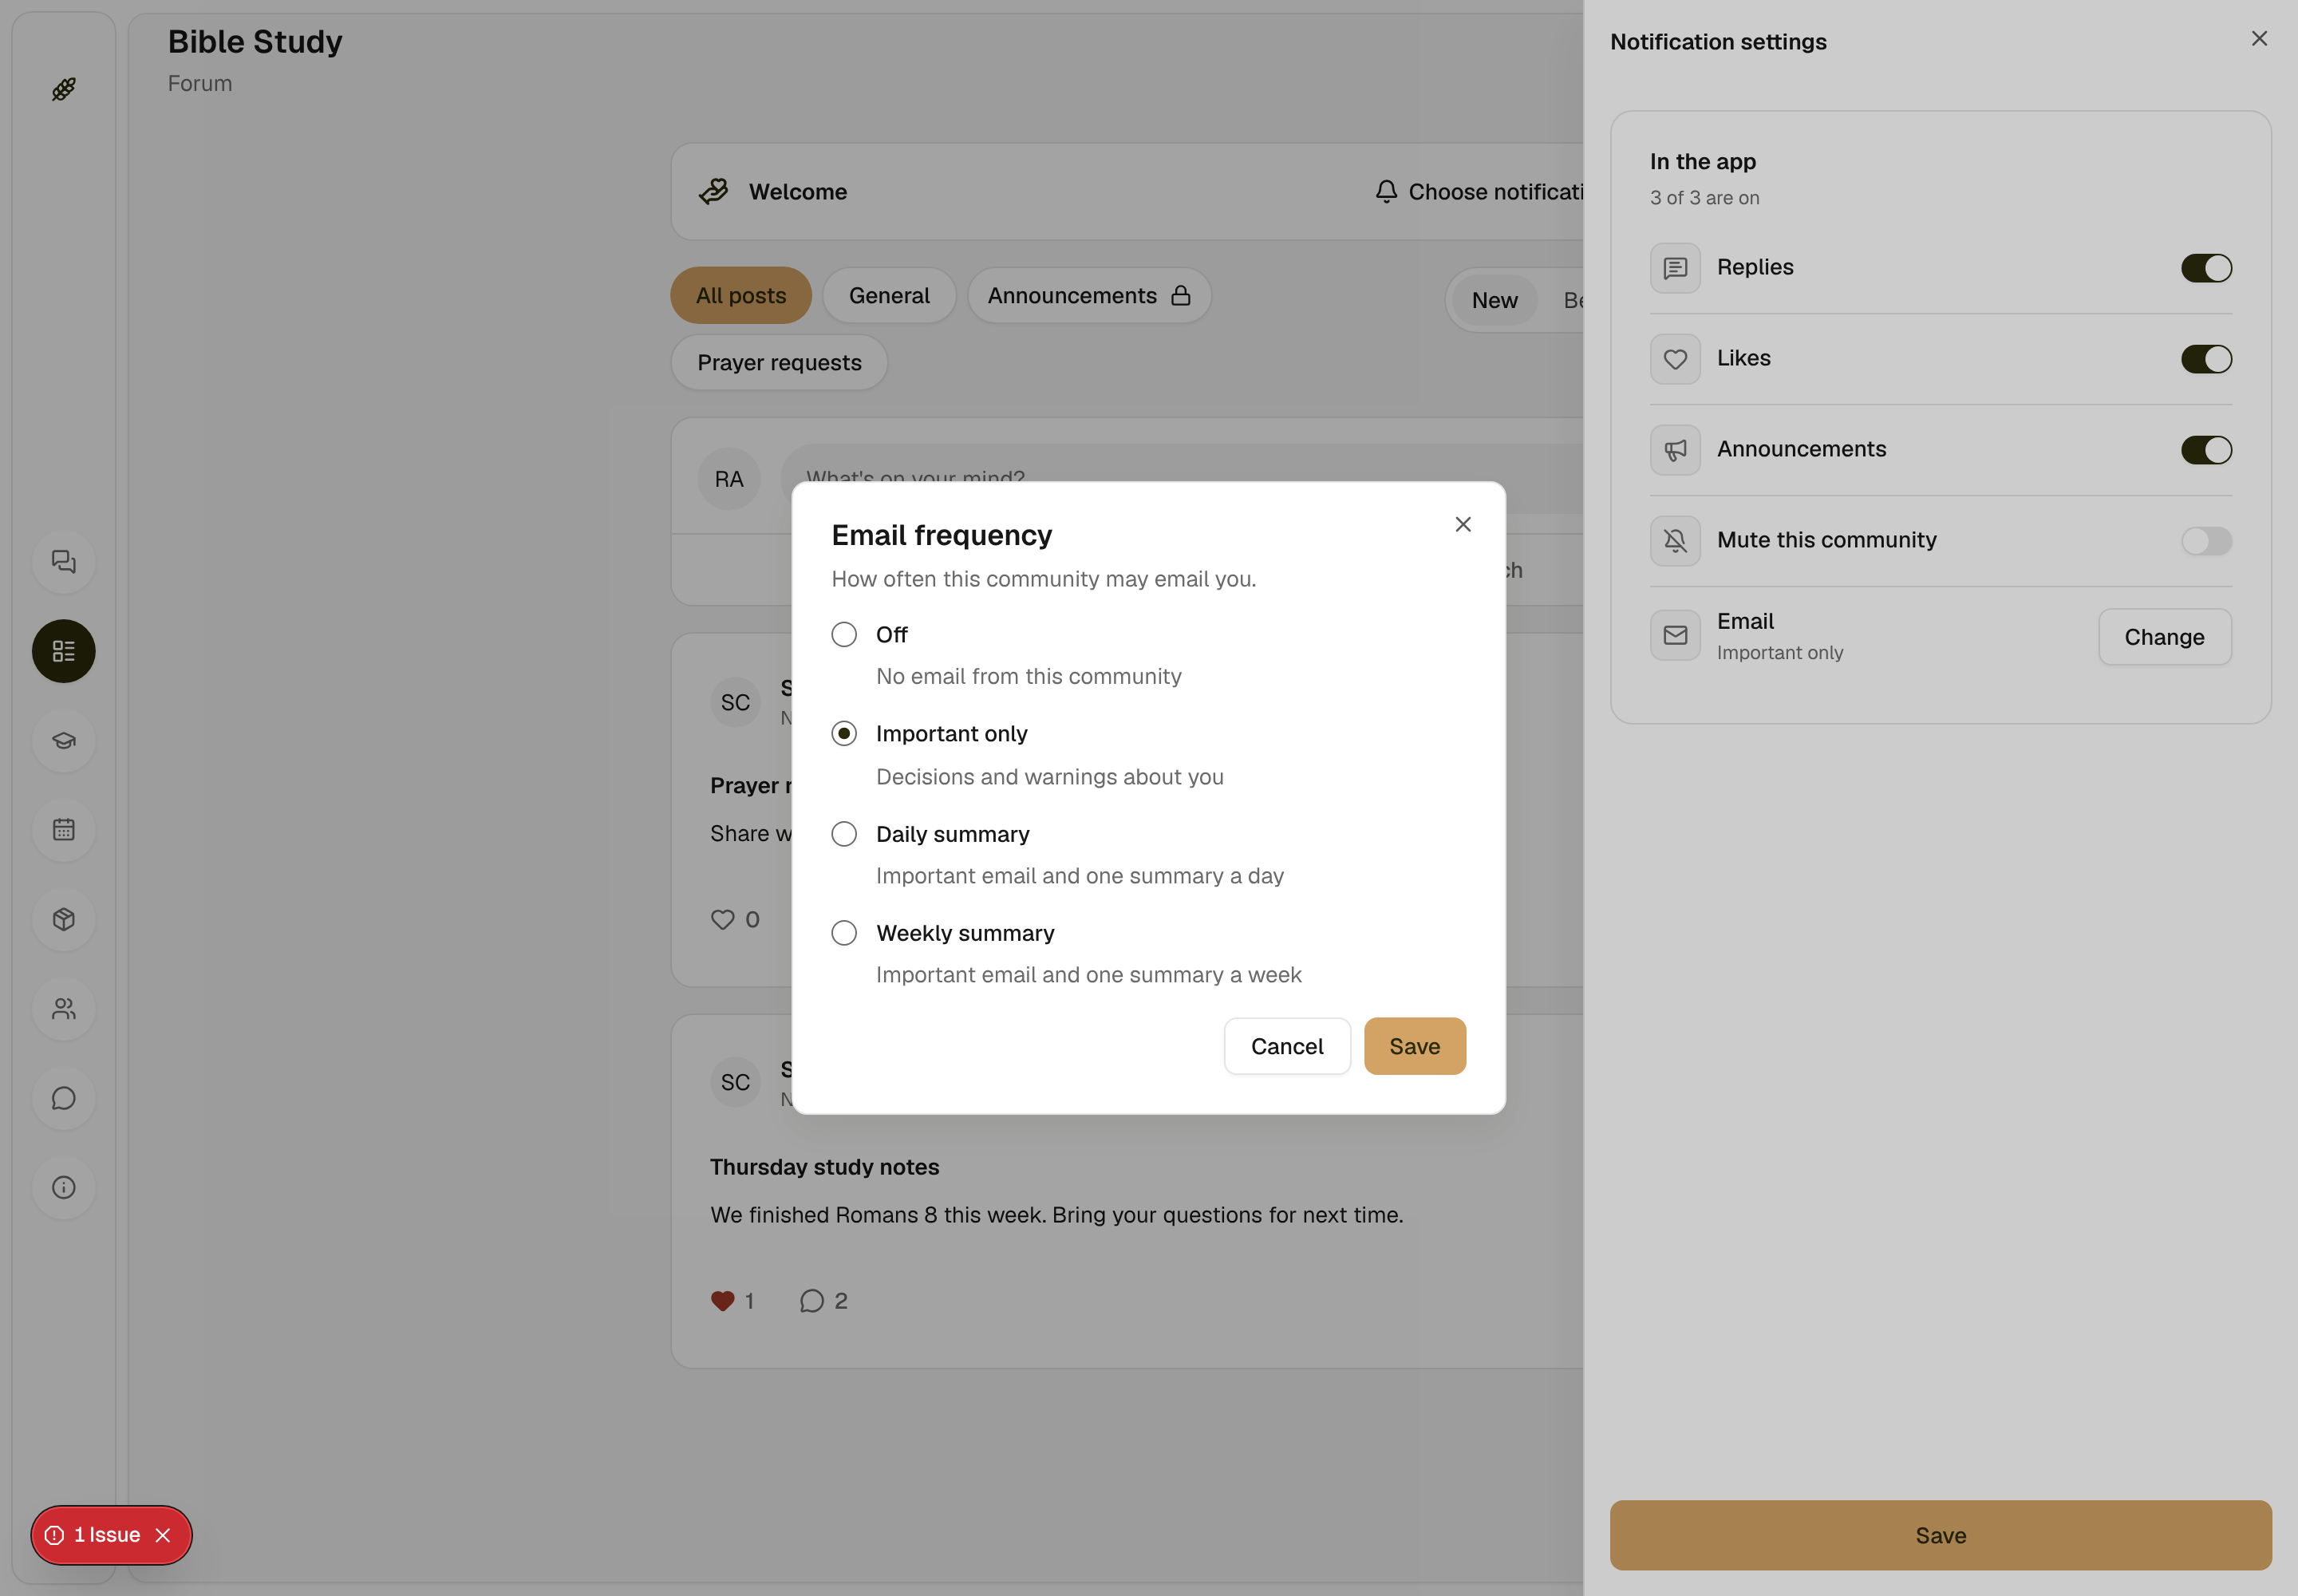 Bible Study
Forum
Welcome
Choose
All posts
General
Announcements
New
Prayer requests
RA
What's on your mind?
SC
Prayer
Share
0
SC
Thursday study notes
We finished Romans 8 this week. Bring your questions for next time.
1
2
1 Issue
Email frequency
How often this community may email you.
Off
No email from this community
Important only
Decisions and warnings about you
Daily summary
Important email and one summary a day
Weekly summary
Important email and one summary a week
Cancel
Save
Notification settings
In the app
3 of 3 are on
Replies
Likes
Announcements
Mute this community
Email
Important only
Change
Save